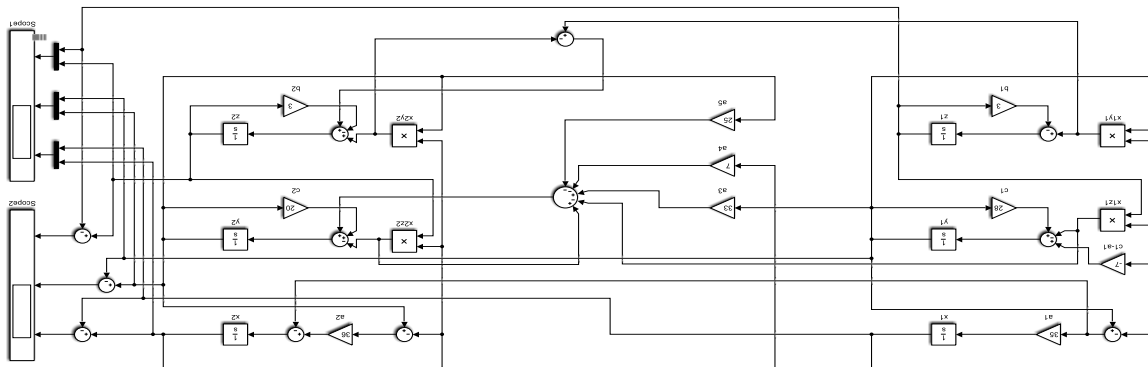 35
1
s
36
1
s
a1
x1
a2
x2
-7
c1-a1
1
s
×
1
s
y1
x2z2
y2
×
28
33
20
x1z1
c1
a3
c2
Scope2
7
a4
×
1
s
×
1
s
25
x1y1
z1
a5
x2y2
z2
3
3
b1
b2
Scope1